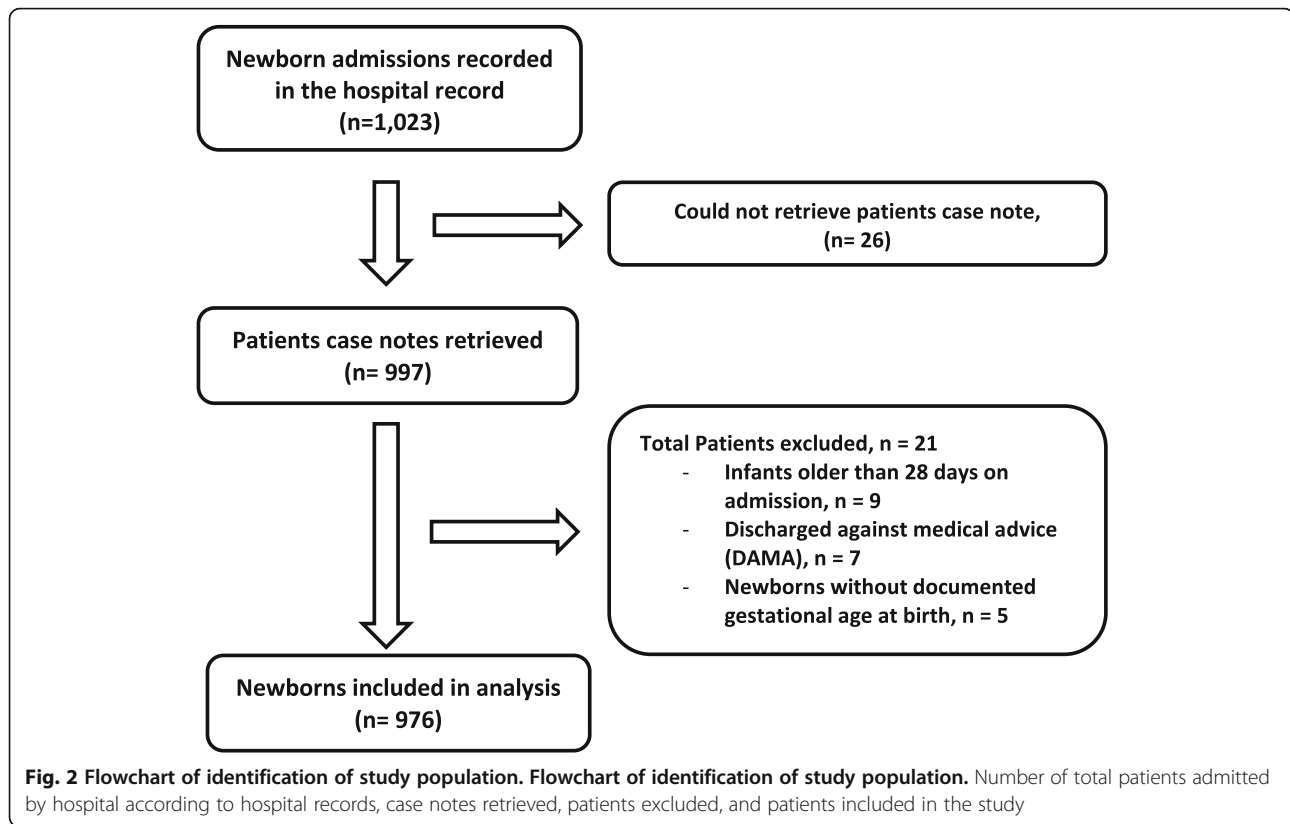 Newborn admissions recorded
in the hospital record
(n=1,023)
Could not retrieve patients case note,
(n= 26)
Patients case notes retrieved
(n= 997)
Total Patients excluded, n = 21
- Infants older than 28 days on
admission, n = 9
- Discharged against medical advice
(DAMA), n = 7
- Newborns without documented
gestational age at birth, n = 5
Newborns included in analysis
(n= 976)
Fig. 2 Flowchart of identification of study population. Flowchart of identification of study population. Number of total patients admitted
by hospital according to hospital records, case notes retrieved, patients excluded, and patients included in the study